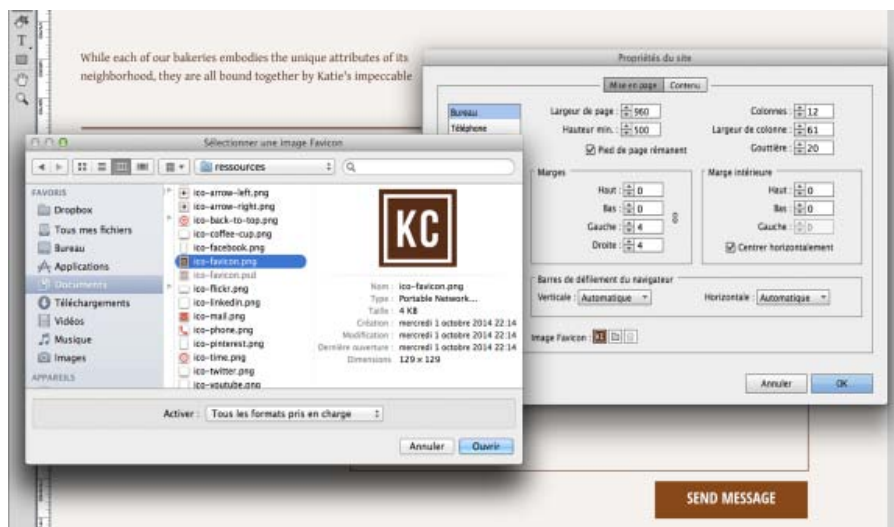 While each of our bakeries embodies the unique attributes of its
neighborhood, they are all bound together by Katie's impeccable
Propriétés du site
Mise en page
Contenu
Bureau
Téléphone
Largeur de page : 960
Hauteur min. : 500
Pied de page rémanent
Colonnes : 12
Largeur de colonne : 61
Gouttière : 20
Marges
Haut : 0
Bas : 0
Gauche : 4
Droite : 4
Marge intérieure
Haut : 0
Bas : 0
Gauche : 0
Centrer horizontalement
Barres de défilement du navigateur
Verticale : Automatique
Horizontale : Automatique
Image Favicon :
Annuler
OK
Sélectionner une image Favicon
ressources
FAVORIS
Dropbox
Tous mes fichiers
Bureau
Applications
Documents
Téléchargements
Vidéos
Musique
Images
APPAREILS
ico-arrow-left.png
ico-arrow-right.png
ico-back-to-top.png
ico-coffee-cup.png
ico-facebook.png
ico-favicon.png
ico-favicon.psd
ico-flickr.png
ico-linkedin.png
ico-mail.png
ico-phone.png
ico-pinterest.png
ico-time.png
ico-twitter.png
ico-youtube.png
KC
Nom : ico-favicon.png
Type : Portable Network...
Taille : 4 KB
Création : mercredi 1 octobre 2014 22:14
Modification : mercredi 1 octobre 2014 22:14
Dernière ouverture : mercredi 1 octobre 2014 22:14
Dimensions 129 x 129
Activer : Tous les formats pris en charge
Annuler
Ouvrir
SEND MESSAGE